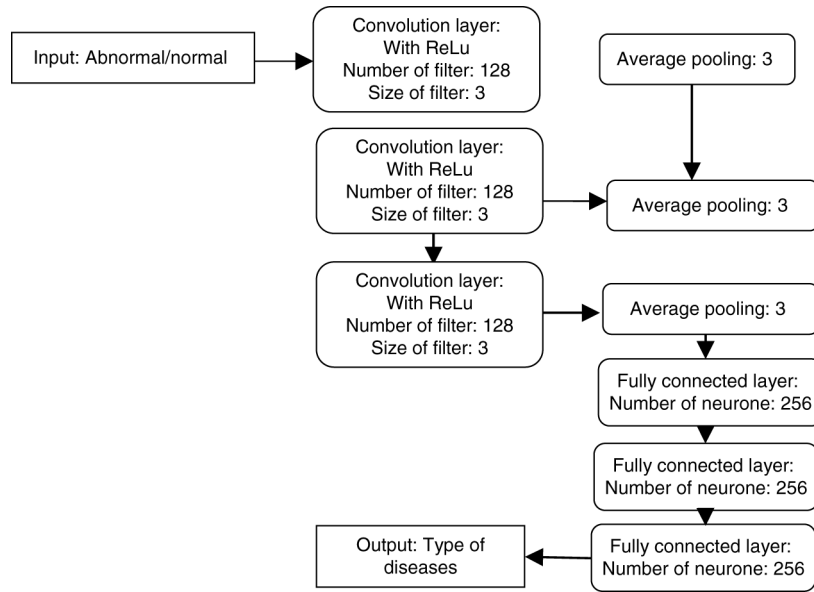 Input: Abnormal/normal
Convolution layer:
With ReLu
Number of filter: 128
Size of filter: 3
Average pooling: 3
Convolution layer:
With ReLu
Number of filter: 128
Size of filter: 3
Average pooling: 3
Convolution layer:
With ReLu
Number of filter: 128
Size of filter: 3
Average pooling: 3
Fully connected layer:
Number of neurone: 256
Fully connected layer:
Number of neurone: 256
Fully connected layer:
Number of neurone: 256
Output: Type of
diseases